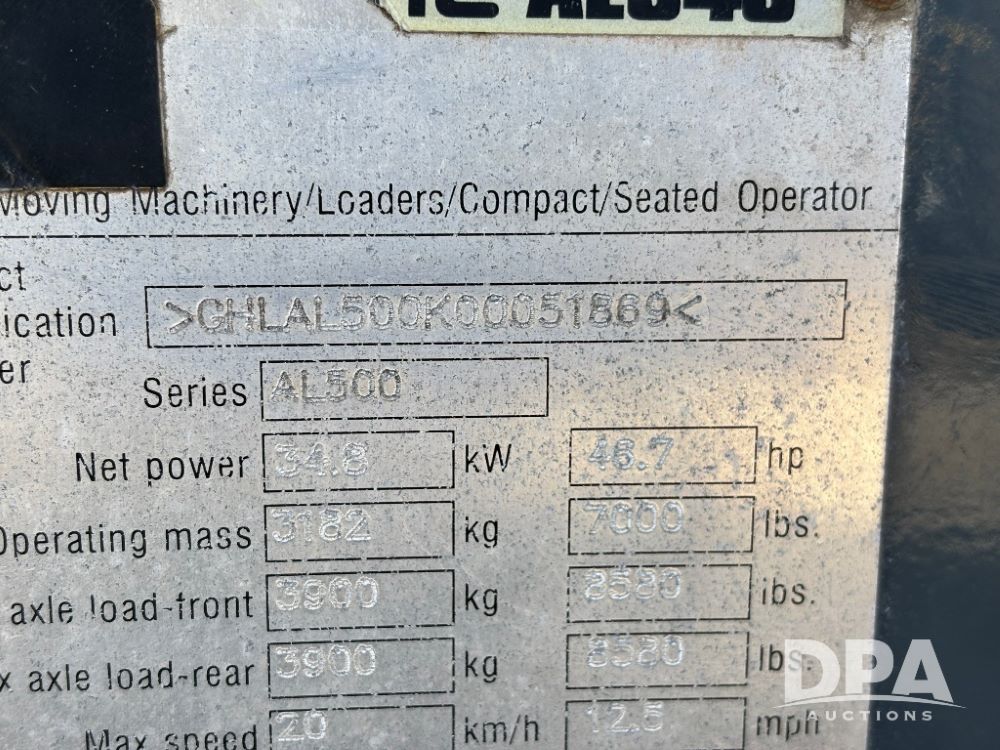 AL540
Moving Machinery/Loaders/Compact/Seated Operator
>GHLAL500K00051869<
Series AL500
Net power 34.8 kW 46.7 hp
Operating mass 3182 kg 7000 lbs.
axle load-front 3900 kg 8580 lbs.
axle load-rear 3900 kg 8580 lbs.
Max speed 20 km/h 12.5 mph
DPA
AUCTIONS